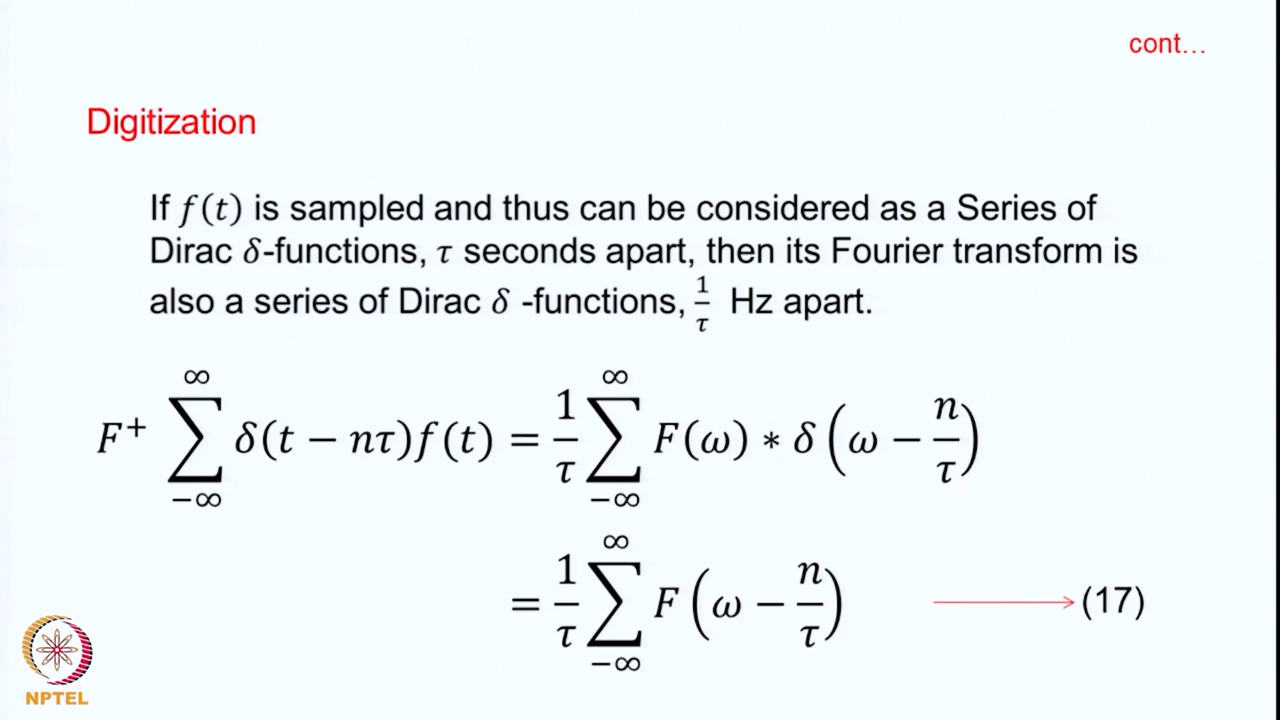 cont...
Digitization
If f(t) is sampled and thus can be considered as a Series of
Dirac δ-functions, τ seconds apart, then its Fourier transform is
also a series of Dirac δ -functions, 1/τ Hz apart.
F⁺ ∑_{−∞}^{∞} δ(t − nτ)f(t) = 1/τ ∑_{−∞}^{∞} F(ω) ∗ δ(ω − n/τ)
= 1/τ ∑_{−∞}^{∞} F(ω − n/τ) ⟶ (17)
NPTEL